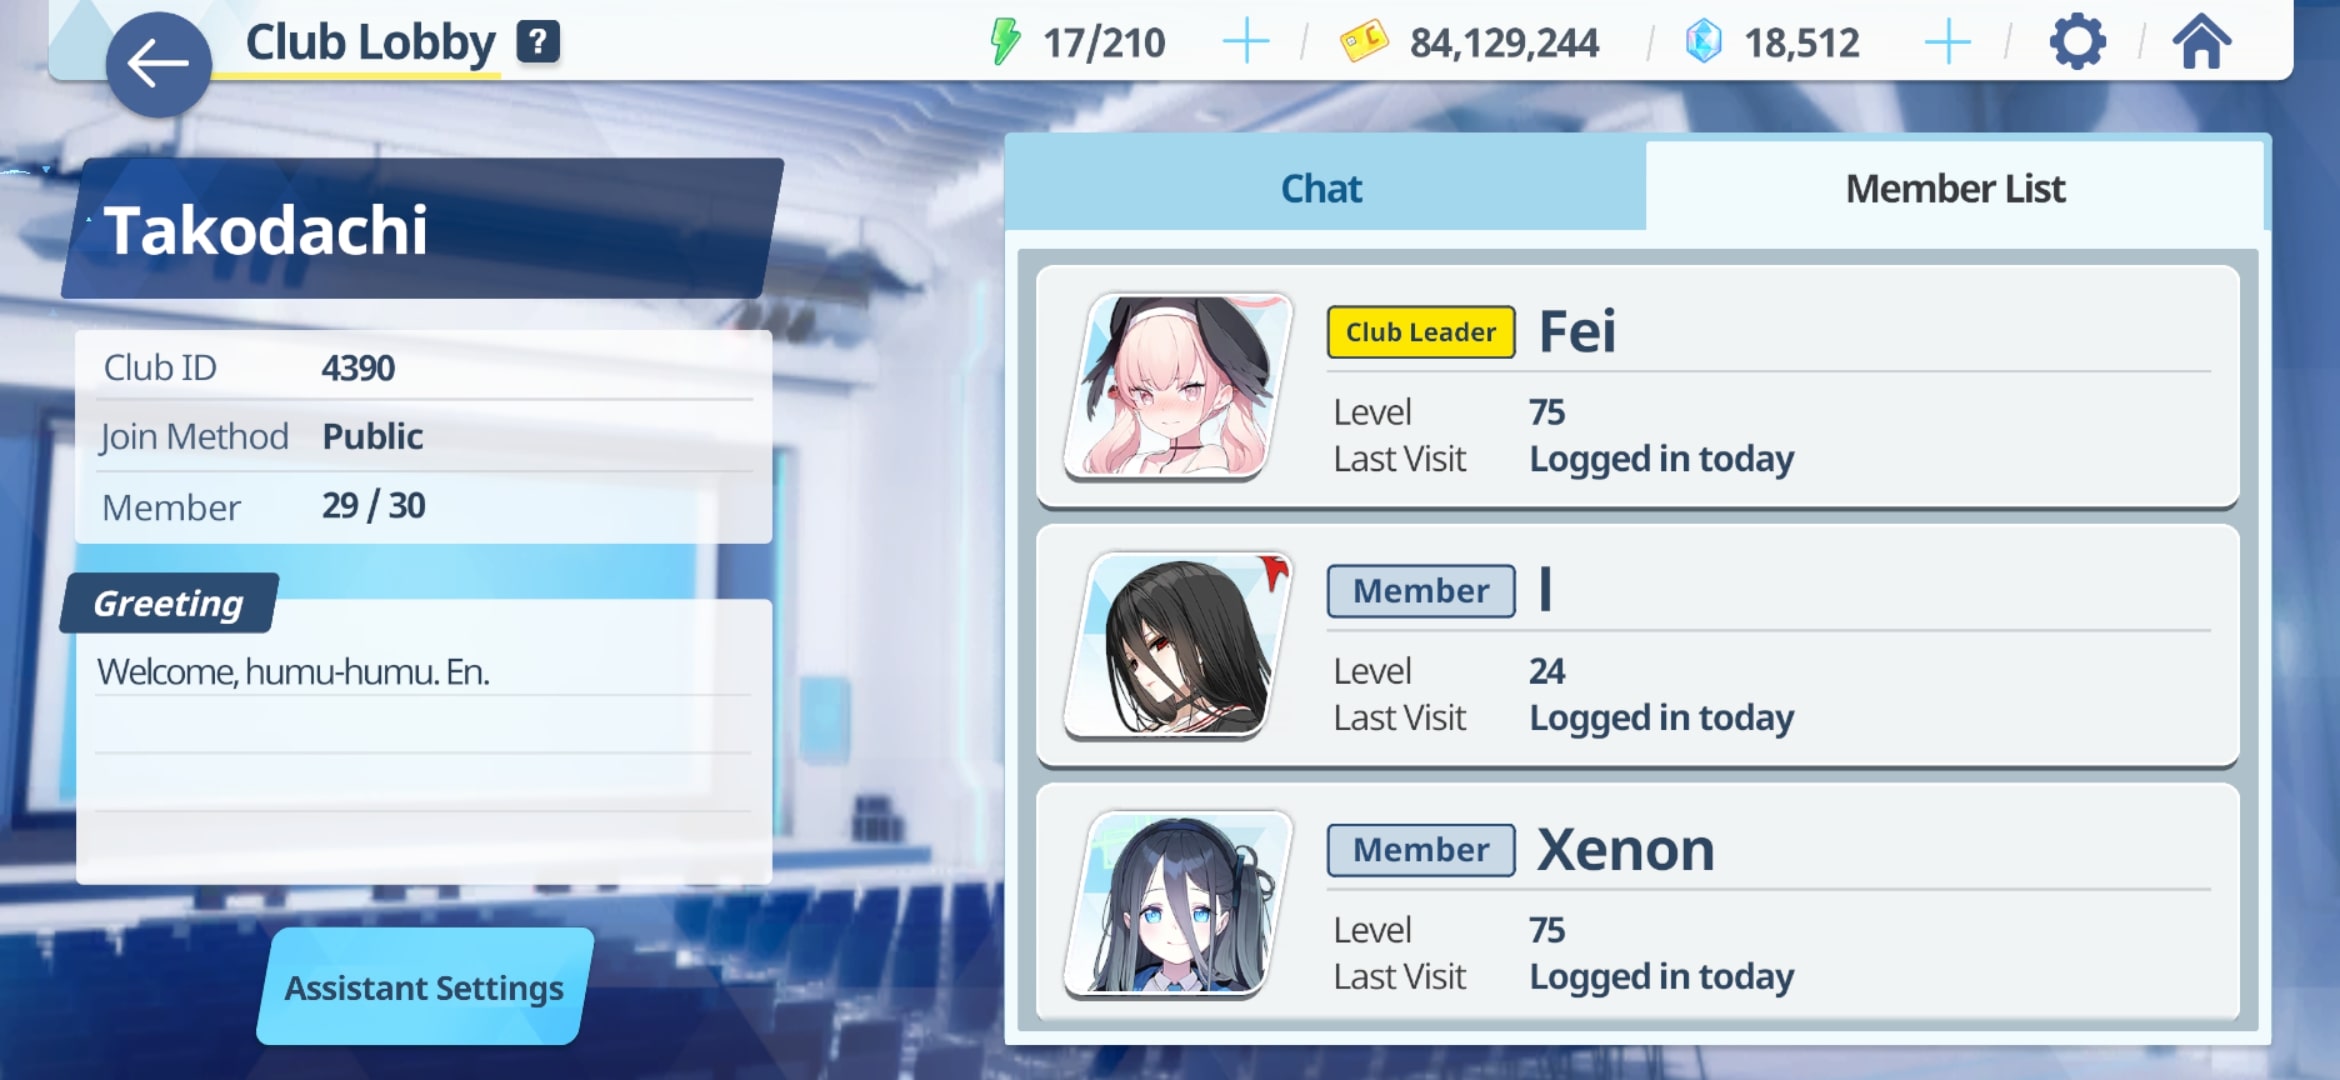 Club Lobby ? 17/210 84,129,244 18,512
Takodachi
Club ID 4390
Join Method Public
Member 29 / 30
Greeting
Welcome, humu-humu. En.
Assistant Settings
Chat Member List
Club Leader Fei
Level 75
Last Visit Logged in today
Member l
Level 24
Last Visit Logged in today
Member Xenon
Level 75
Last Visit Logged in today